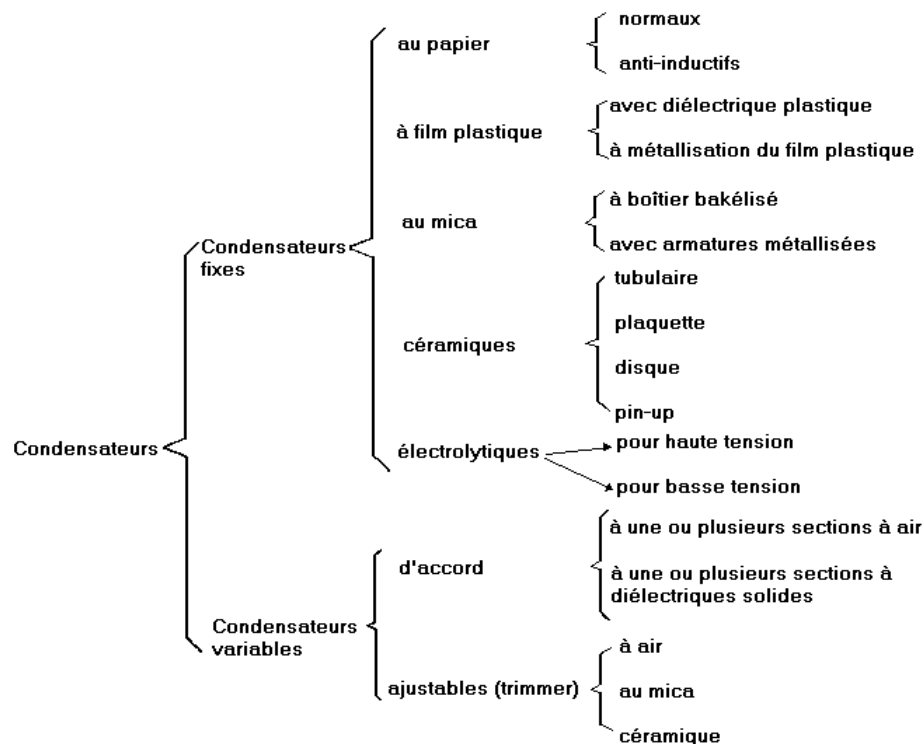 Condensateurs
Condensateurs
fixes
au papier
normaux
anti-inductifs
à film plastique
avec diélectrique plastique
à métallisation du film plastique
au mica
à boîtier bakélisé
avec armatures métallisées
céramiques
tubulaire
plaquette
disque
pin-up
électrolytiques
pour haute tension
pour basse tension
Condensateurs
variables
d'accord
à une ou plusieurs sections à air
à une ou plusieurs sections à
diélectriques solides
ajustables (trimmer)
à air
au mica
céramique